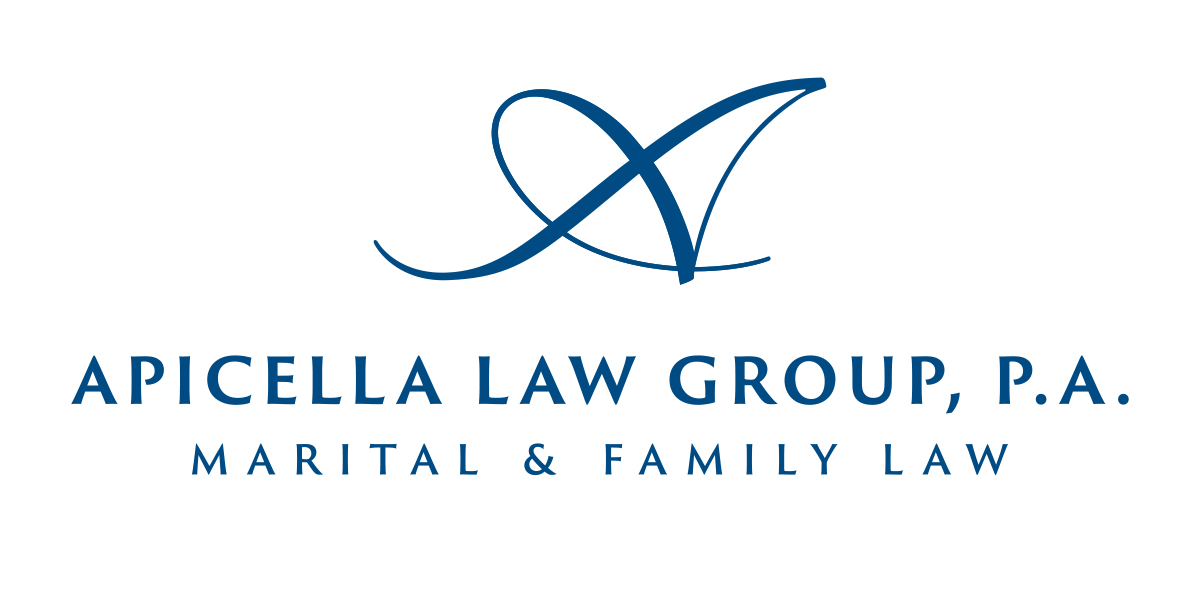 APICELLA LAW GROUP, P.A.
MARITAL & FAMILY LAW